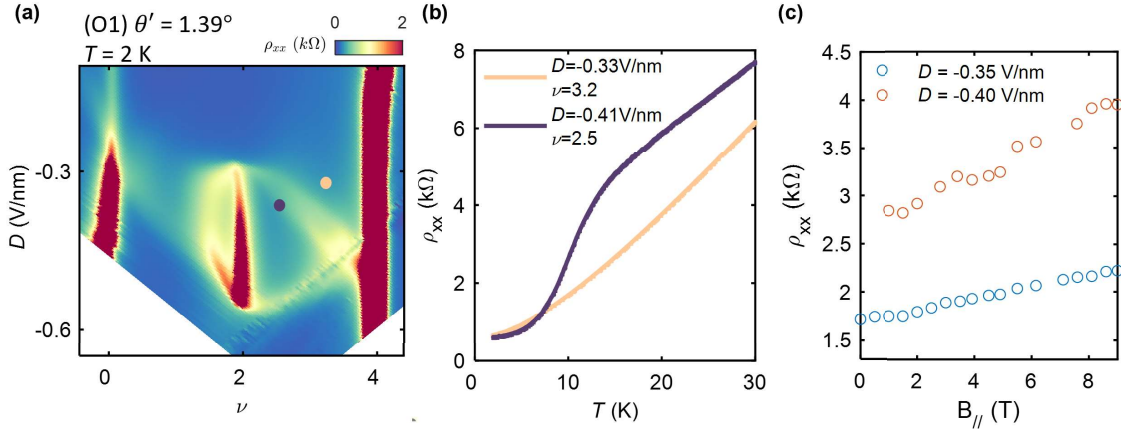 (a)
(O1) θ′ = 1.39°
T = 2 K
ρxx (kΩ)
0 2
D (V/nm)
-0.3
-0.6
0 2 4
ν
(b)
8
6
4
2
0
ρxx (kΩ)
D=-0.33V/nm
ν=3.2
D=-0.41V/nm
ν=2.5
10 20 30
T (K)
(c)
4.5
4
3.5
3
2.5
2
1.5
ρxx (kΩ)
D = -0.35 V/nm
D = -0.40 V/nm
0 2 4 6 8
B// (T)